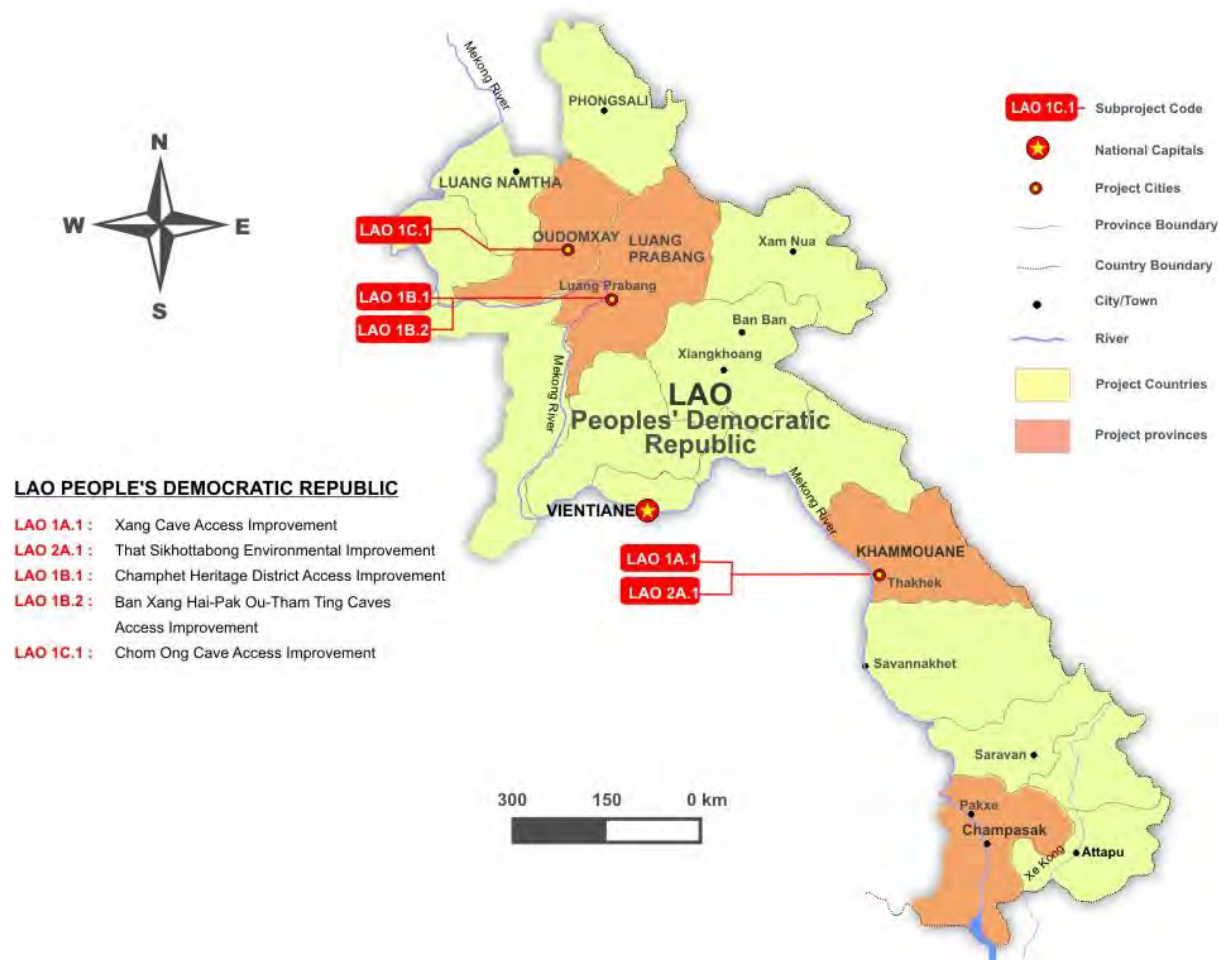 Mekong River
PHONGSALI
LAO 1C.1
Subproject Code
N
National Capitals
LUANG NAMTHA
Project Cities
W
E
LAO 1C.1
OUDOMXAY
LUANG
PRABANG
Xam Nua
Province Boundary
Country Boundary
S
LAO 1B.1
Luang Prabang
City/Town
LAO 1B.2
Ban Ban
River
Xiangkhoang
Mekong River
LAO
Peoples' Democratic
Republic
Project Countries
Project provinces
LAO PEOPLE'S DEMOCRATIC REPUBLIC
LAO 1A.1 : Xang Cave Access Improvement
LAO 2A.1 : That Sikhottabong Environmental Improvement
LAO 1B.1 : Champhet Heritage District Access Improvement
LAO 1B.2 : Ban Xang Hai-Pak Ou-Tham Ting Caves
Access Improvement
LAO 1C.1 : Chom Ong Cave Access Improvement
VIENTIANE
Mekong River
LAO 1A.1
LAO 2A.1
KHAMMOUANE
Thakhek
Savannakhet
Saravan
300 150 0 km
Pakxe
Champasak
Xe Kong
Attapu